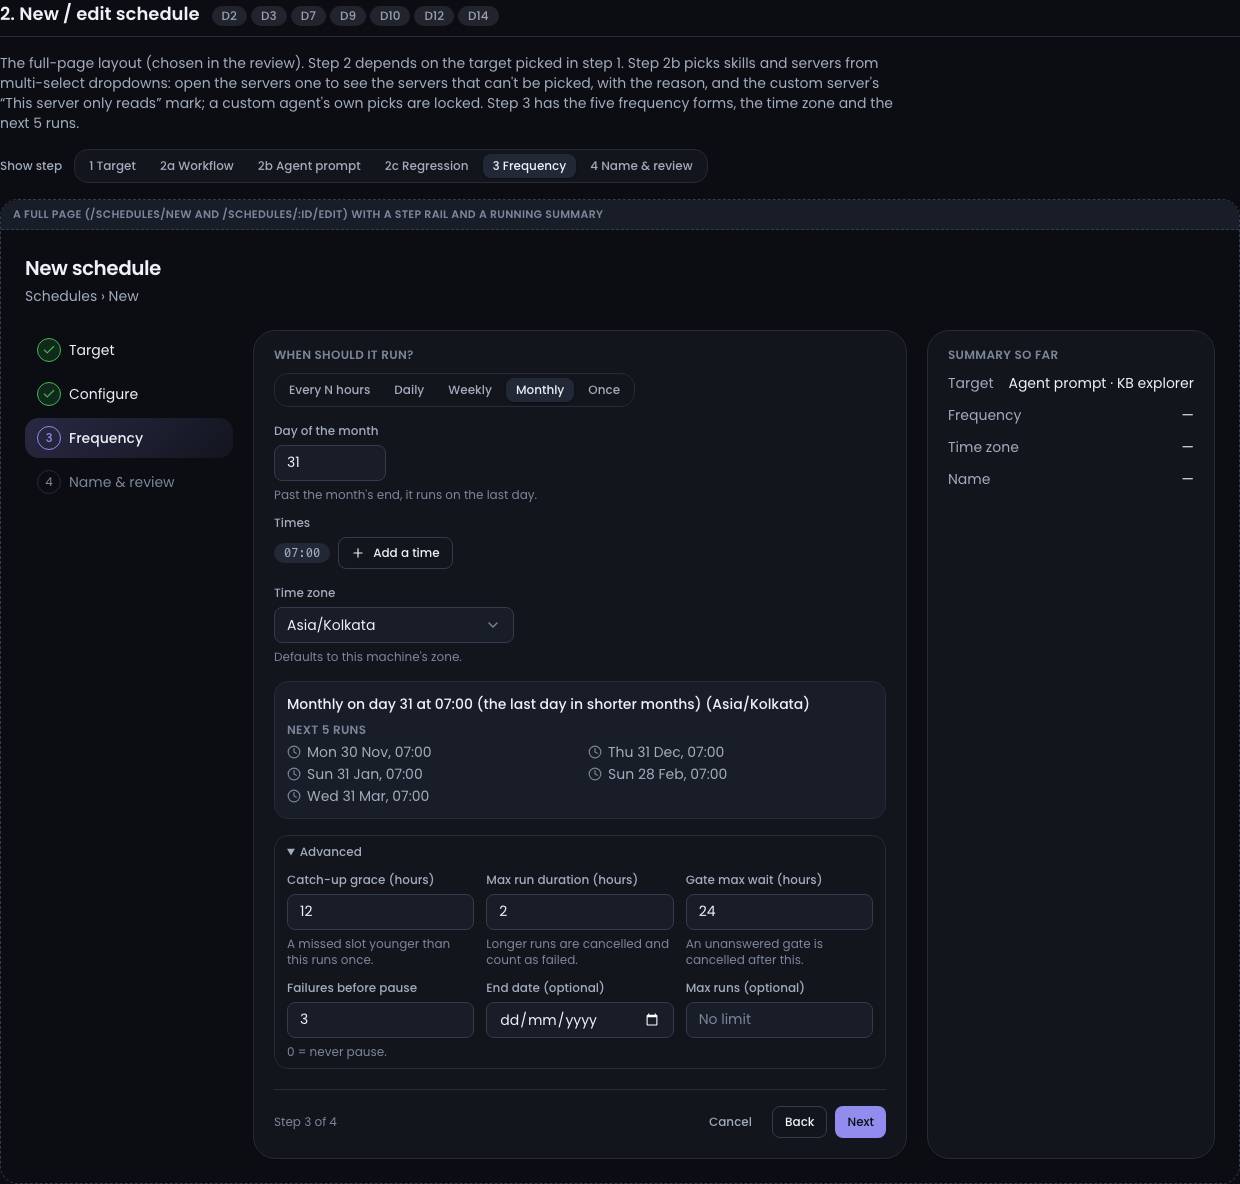 2. New / edit schedule D2 D3 D7 D9 D10 D12 D14
The full-page layout (chosen in the review). Step 2 depends on the target picked in step 1. Step 2b picks skills and servers from
multi-select dropdowns: open the servers one to see the servers that can't be picked, with the reason, and the custom server's
“This server only reads” mark; a custom agent's own picks are locked. Step 3 has the five frequency forms, the time zone and the
next 5 runs.
Show step 1 Target 2a Workflow 2b Agent prompt 2c Regression 3 Frequency 4 Name & review
A FULL PAGE (/SCHEDULES/NEW AND /SCHEDULES/:ID/EDIT) WITH A STEP RAIL AND A RUNNING SUMMARY
New schedule
Schedules › New
Target
Configure
3 Frequency
4 Name & review
WHEN SHOULD IT RUN?
Every N hours Daily Weekly Monthly Once
Day of the month
31
Past the month's end, it runs on the last day.
Times
07:00 + Add a time
Time zone
Asia/Kolkata
Defaults to this machine's zone.
Monthly on day 31 at 07:00 (the last day in shorter months) (Asia/Kolkata)
NEXT 5 RUNS
Mon 30 Nov, 07:00 Thu 31 Dec, 07:00
Sun 31 Jan, 07:00 Sun 28 Feb, 07:00
Wed 31 Mar, 07:00
▼ Advanced
Catch-up grace (hours) Max run duration (hours) Gate max wait (hours)
12 2 24
A missed slot younger than Longer runs are cancelled and An unanswered gate is
this runs once. count as failed. cancelled after this.
Failures before pause End date (optional) Max runs (optional)
3 dd/mm/yyyy No limit
0 = never pause.
Step 3 of 4 Cancel Back Next
SUMMARY SO FAR
Target Agent prompt · KB explorer
Frequency —
Time zone —
Name —